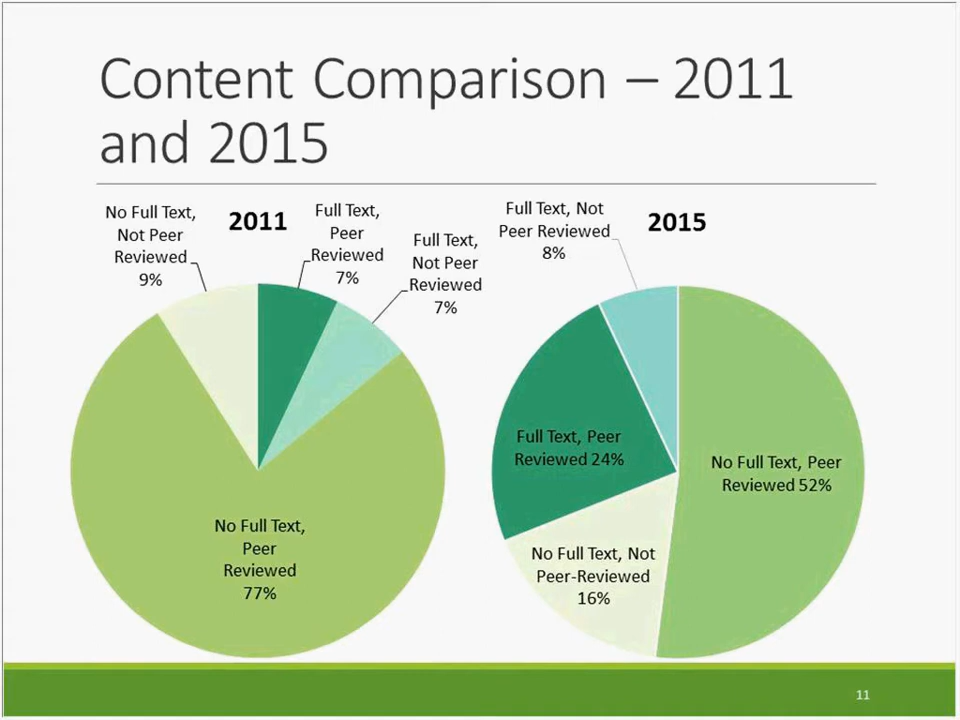 Content Comparison – 2011
and 2015
2011
No Full Text,
Not Peer
Reviewed
9%
Full Text,
Peer
Reviewed
7%
Full Text,
Not Peer
Reviewed
7%
No Full Text,
Peer
Reviewed
77%
2015
Full Text, Not
Peer Reviewed
8%
Full Text, Peer
Reviewed 24%
No Full Text, Peer
Reviewed 52%
No Full Text, Not
Peer-Reviewed
16%
11